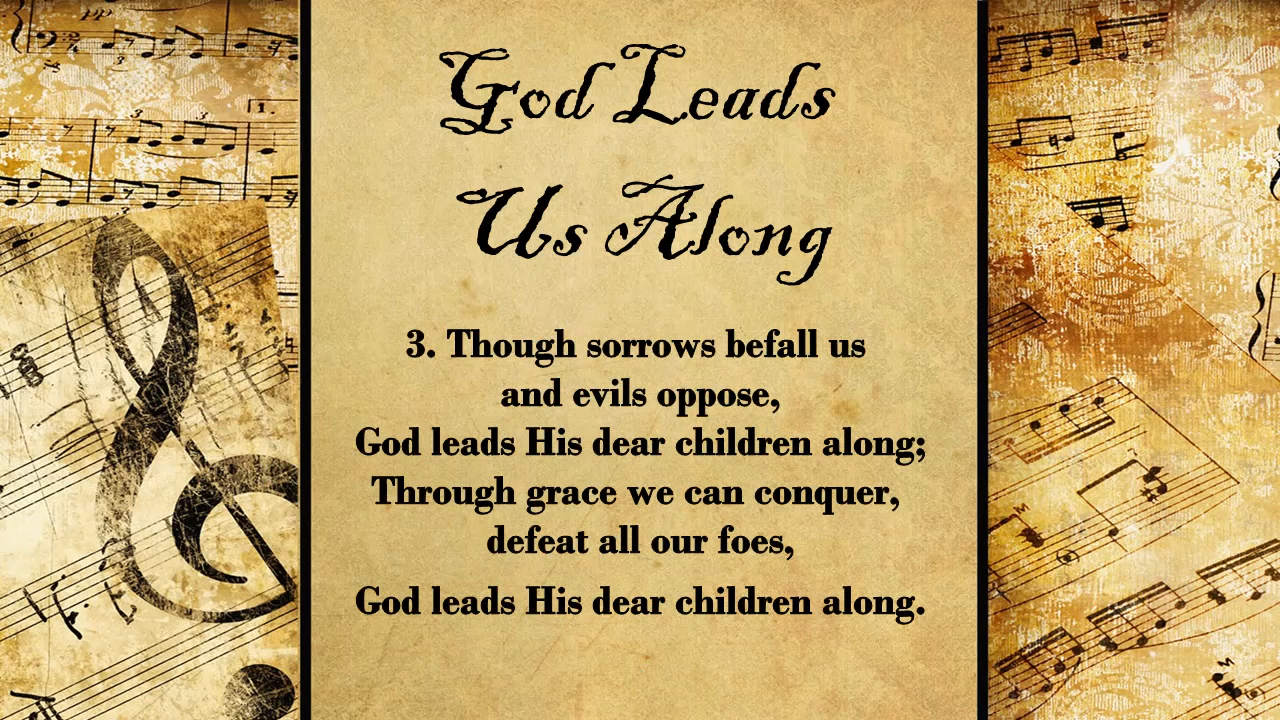 God Leads
Us Along
3. Though sorrows befall us
and evils oppose,
God leads His dear children along;
Through grace we can conquer,
defeat all our foes,
God leads His dear children along.